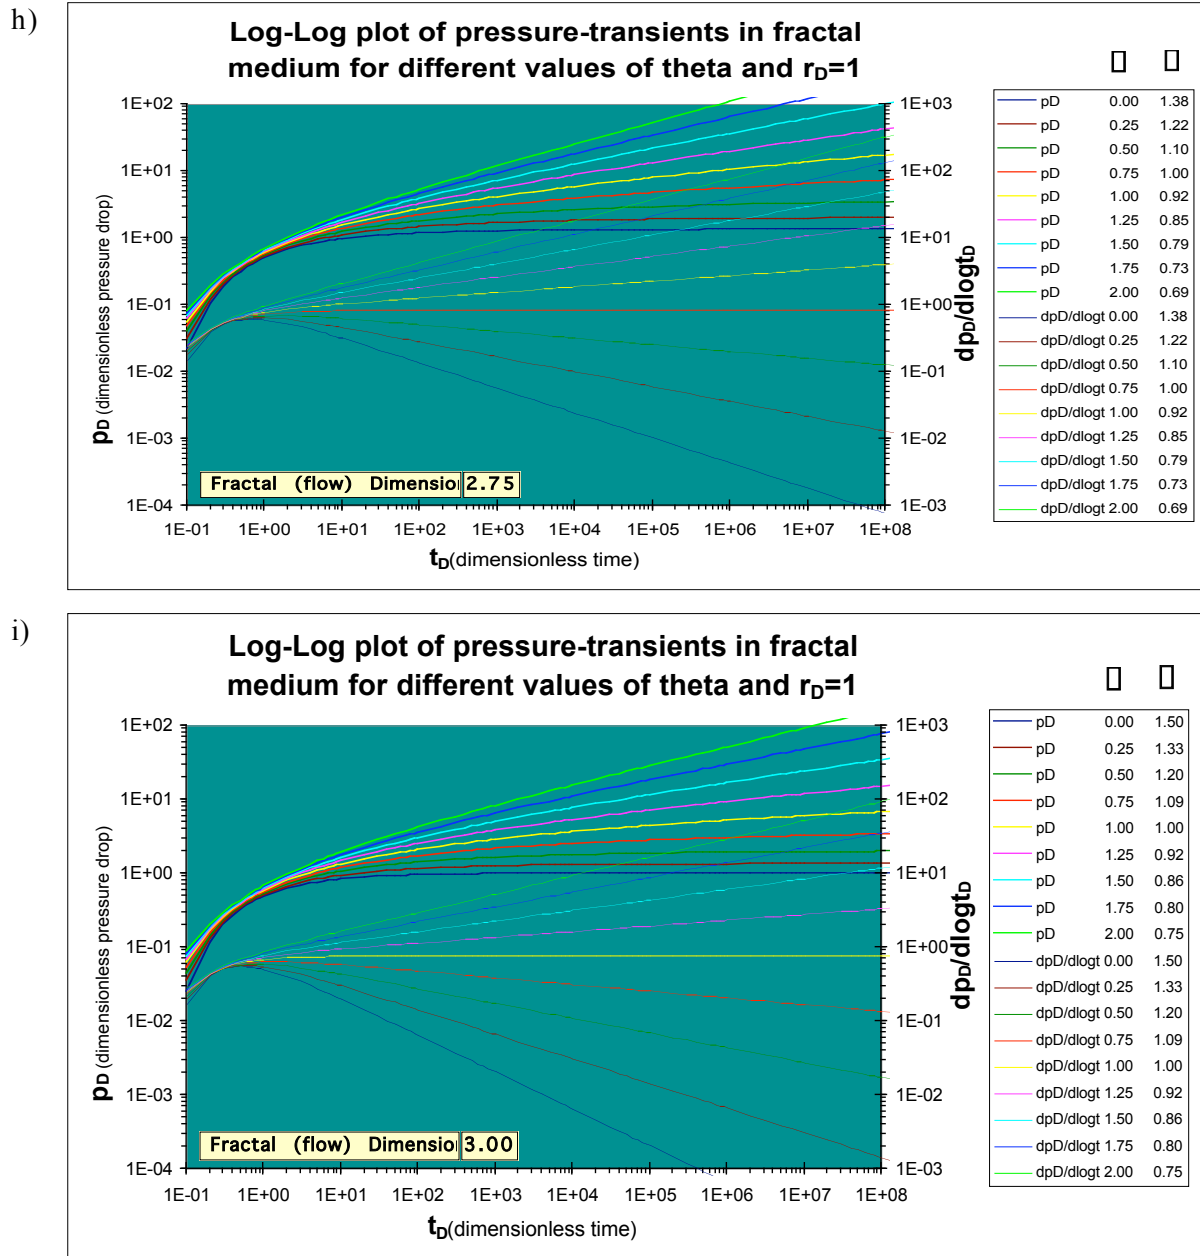 h)
Log-Log plot of pressure-transients in fractal
medium for different values of theta and rD=1
1E+02
1E+01
1E+00
1E-01
1E-02
1E-03
1E-04
pD (dimensionless pressure drop)
1E+03
1E+02
1E+01
1E+00
1E-01
1E-02
1E-03
dpD/dlogtD
Fractal (flow) Dimensio 2.75
1E-01 1E+00 1E+01 1E+02 1E+03 1E+04 1E+05 1E+06 1E+07 1E+08
tD(dimensionless time)
pD 0.00 1.38
pD 0.25 1.22
pD 0.50 1.10
pD 0.75 1.00
pD 1.00 0.92
pD 1.25 0.85
pD 1.50 0.79
pD 1.75 0.73
pD 2.00 0.69
dpD/dlogt 0.00 1.38
dpD/dlogt 0.25 1.22
dpD/dlogt 0.50 1.10
dpD/dlogt 0.75 1.00
dpD/dlogt 1.00 0.92
dpD/dlogt 1.25 0.85
dpD/dlogt 1.50 0.79
dpD/dlogt 1.75 0.73
dpD/dlogt 2.00 0.69
i)
Log-Log plot of pressure-transients in fractal
medium for different values of theta and rD=1
1E+02
1E+01
1E+00
1E-01
1E-02
1E-03
1E-04
pD (dimensionless pressure drop)
1E+03
1E+02
1E+01
1E+00
1E-01
1E-02
1E-03
dpD/dlogtD
Fractal (flow) Dimensio 3.00
1E-01 1E+00 1E+01 1E+02 1E+03 1E+04 1E+05 1E+06 1E+07 1E+08
tD(dimensionless time)
pD 0.00 1.50
pD 0.25 1.33
pD 0.50 1.20
pD 0.75 1.09
pD 1.00 1.00
pD 1.25 0.92
pD 1.50 0.86
pD 1.75 0.80
pD 2.00 0.75
dpD/dlogt 0.00 1.50
dpD/dlogt 0.25 1.33
dpD/dlogt 0.50 1.20
dpD/dlogt 0.75 1.09
dpD/dlogt 1.00 1.00
dpD/dlogt 1.25 0.92
dpD/dlogt 1.50 0.86
dpD/dlogt 1.75 0.80
dpD/dlogt 2.00 0.75